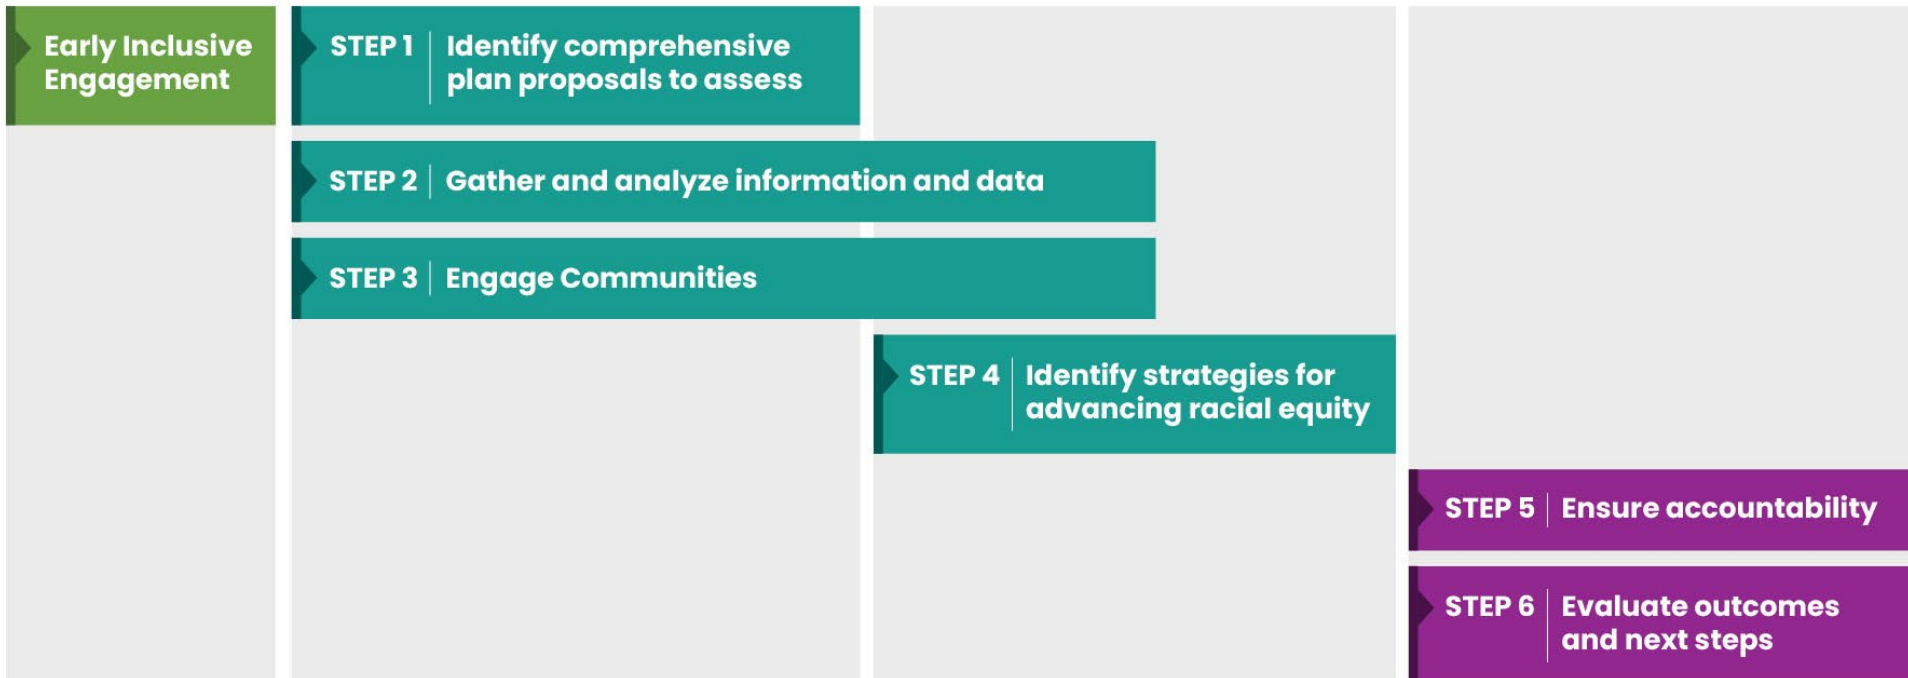 Early Inclusive
Engagement
STEP 1 Identify comprehensive
plan proposals to assess
STEP 2 Gather and analyze information and data
STEP 3 Engage Communities
STEP 4 Identify strategies for
advancing racial equity
STEP 5 Ensure accountability
STEP 6 Evaluate outcomes
and next steps